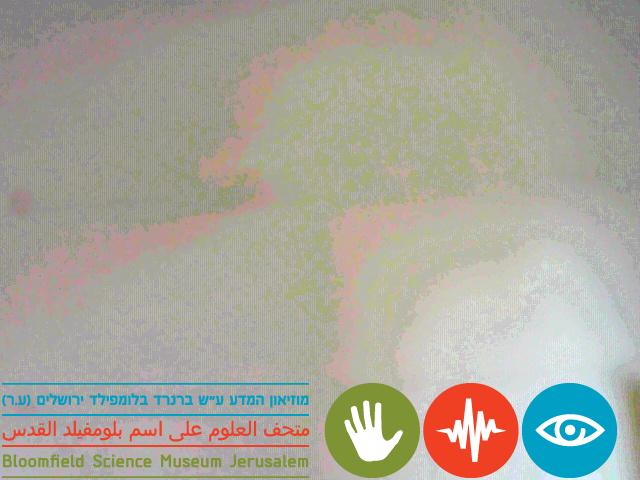 מוזיאון המדע ע״ש ברנרד בלומפילד ירושלים (ע.ר)
متحف العلوم على اسم بلومفيلد القدس
Bloomfield Science Museum Jerusalem